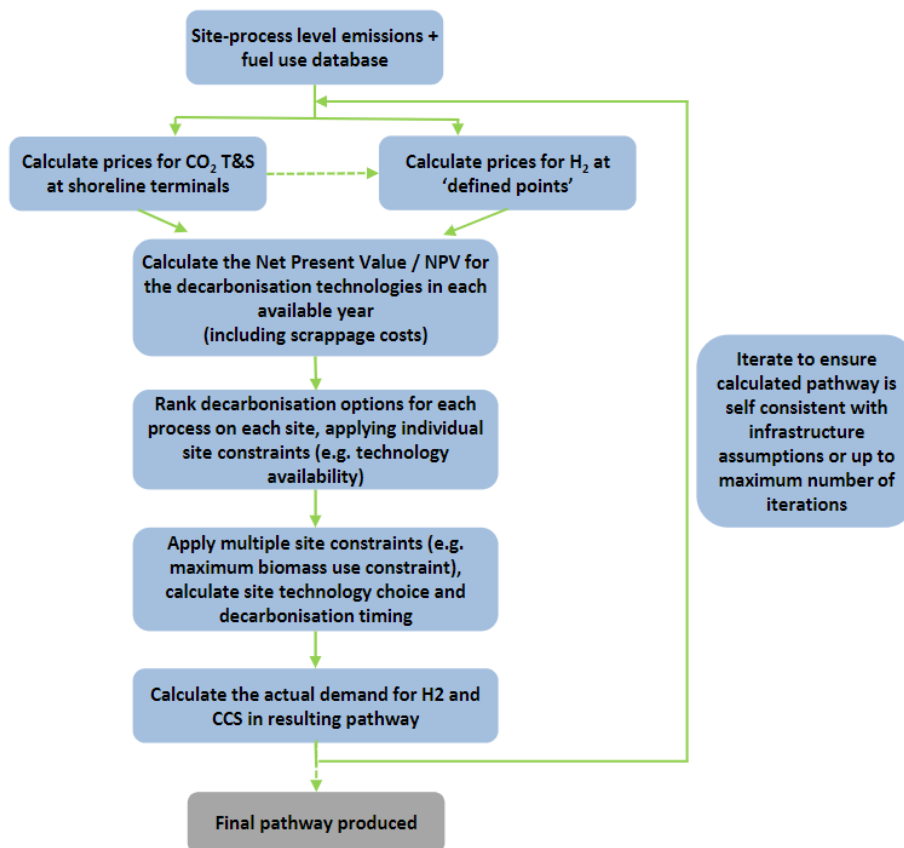 Site-process level emissions +
fuel use database
Calculate prices for CO₂ T&S
at shoreline terminals
Calculate prices for H₂ at
‘defined points’
Calculate the Net Present Value / NPV for
the decarbonisation technologies in each
available year
(including scrappage costs)
Rank decarbonisation options for each
process on each site, applying individual
site constraints (e.g. technology
availability)
Apply multiple site constraints (e.g.
maximum biomass use constraint),
calculate site technology choice and
decarbonisation timing
Calculate the actual demand for H2 and
CCS in resulting pathway
Final pathway produced
Iterate to ensure
calculated pathway is
self consistent with
infrastructure
assumptions or up to
maximum number of
iterations